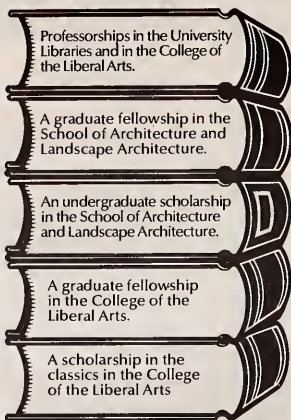 Professorships in the University
Libraries and in the College of
the Liberal Arts.
A graduate fellowship in the
School of Architecture and
Landscape Architecture.
An undergraduate scholarship
in the School of Architecture
and Landscape Architecture.
A graduate fellowship
in the College of the
Liberal Arts.
A scholarship in the
classics in the College
of the Liberal Arts